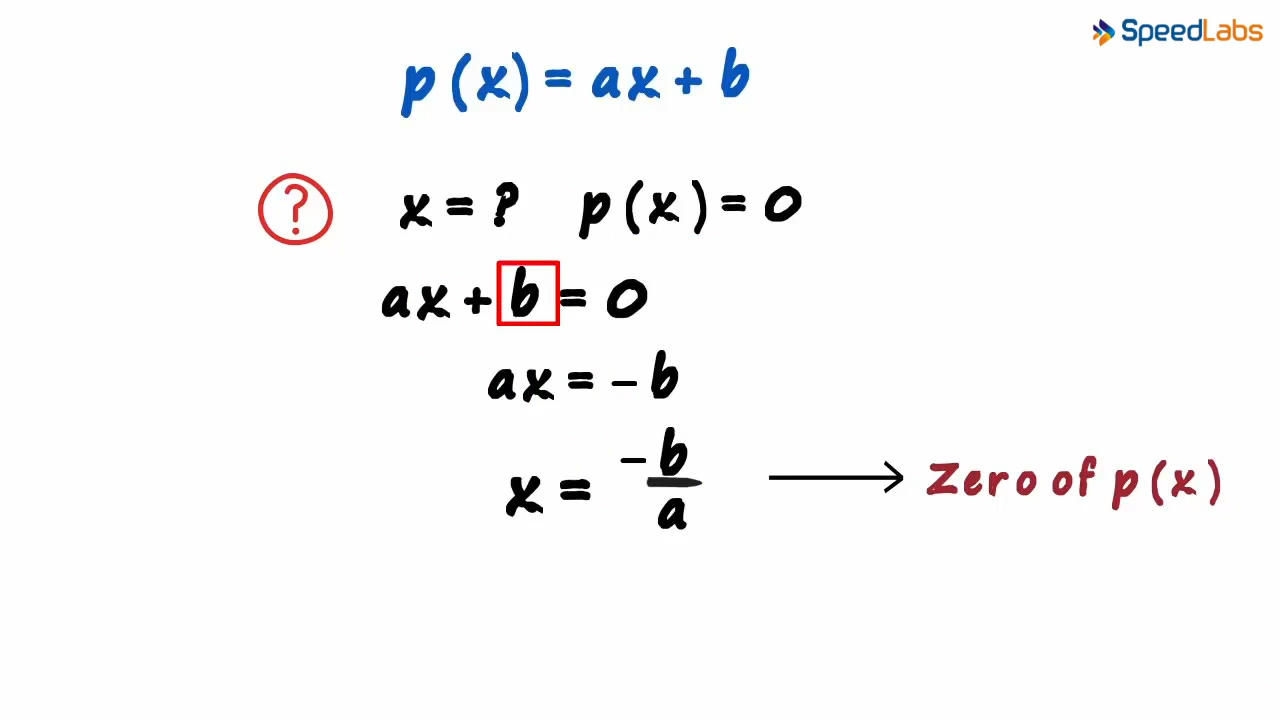 SpeedLabs
p(x) = ax + b
?
x = ? p(x) = 0
ax + b = 0
ax = -b
x = -b/a → Zero of p(x)